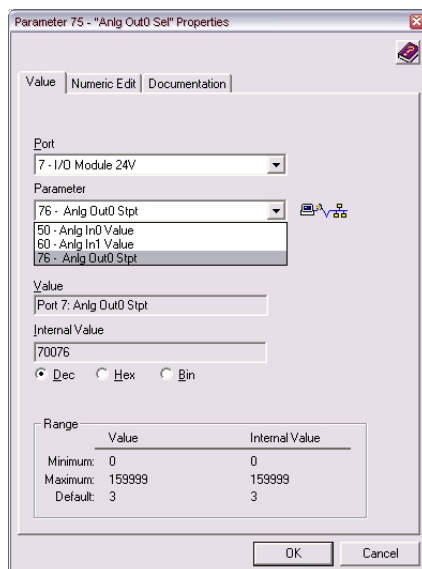 Parameter 75 - "Anlg Out0 Sel" Properties
Value Numeric Edit Documentation
Port
7 - I/O Module 24V
Parameter
76 - Anlg Out0 Stpt
50 - Anlg In0 Value
60 - Anlg In1 Value
76 - Anlg Out0 Stpt
Value
Port 7: Anlg Out0 Stpt
Internal Value
70076
Dec Hex Bin
Range
Value Internal Value
Minimum: 0 0
Maximum: 159999 159999
Default: 3 3
OK Cancel